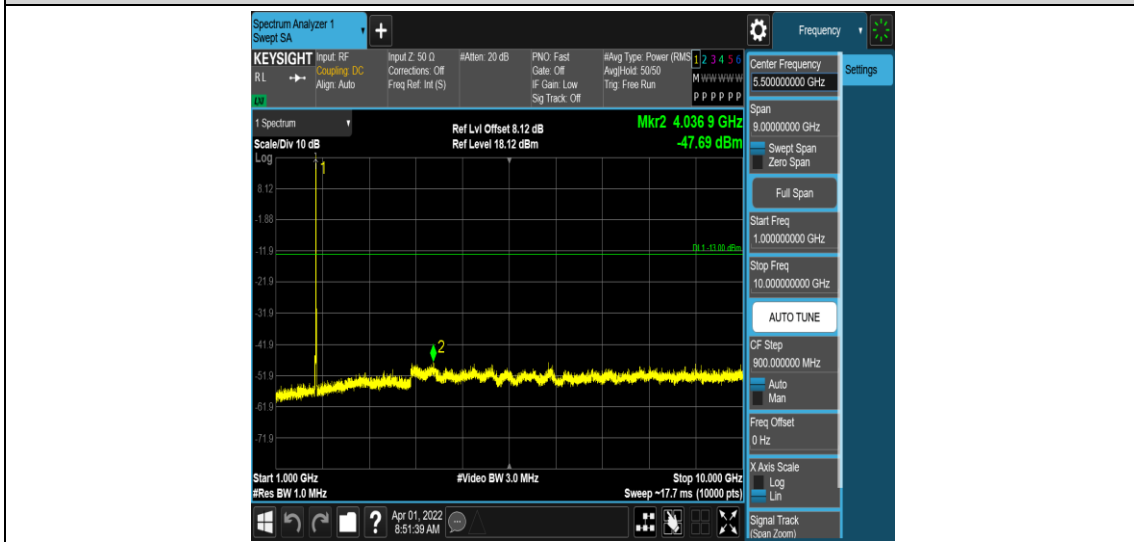 Spectrum Analyzer 1
Swept SA
+
Frequency
KEYSIGHT
RL
LXI
Input: RF
Coupling: DC
Align: Auto
Input Z: 50 Ω
Corrections: Off
Freq Ref: Int (S)
#Atten: 20 dB
PNO: Fast
Gate: Off
IF Gain: Low
Sig Track: Off
#Avg Type: Power (RMS
Avg|Hold: 50/50
Trig: Free Run
1 2 3 4 5 6
M W W W W W
P P P P P P
1 Spectrum
Scale/Div 10 dB
Ref Lvl Offset 8.12 dB
Ref Level 18.12 dBm
Mkr2 4.036 9 GHz
-47.69 dBm
Log
1
8.12
-1.88
-11.9
DL1 -13.00 dBm
-21.9
-31.9
-41.9
2
-51.9
-61.9
-71.9
Start 1.000 GHz
#Res BW 1.0 MHz
#Video BW 3.0 MHz
Stop 10.000 GHz
Sweep ~17.7 ms (10000 pts)
?
Apr 01, 2022
8:51:39 AM
Center Frequency
5.500000000 GHz
Settings
Span
9.00000000 GHz
Swept Span
Zero Span
Full Span
Start Freq
1.000000000 GHz
Stop Freq
10.000000000 GHz
AUTO TUNE
CF Step
900.000000 MHz
Auto
Man
Freq Offset
0 Hz
X Axis Scale
Log
Lin
Signal Track
(Span Zoom)